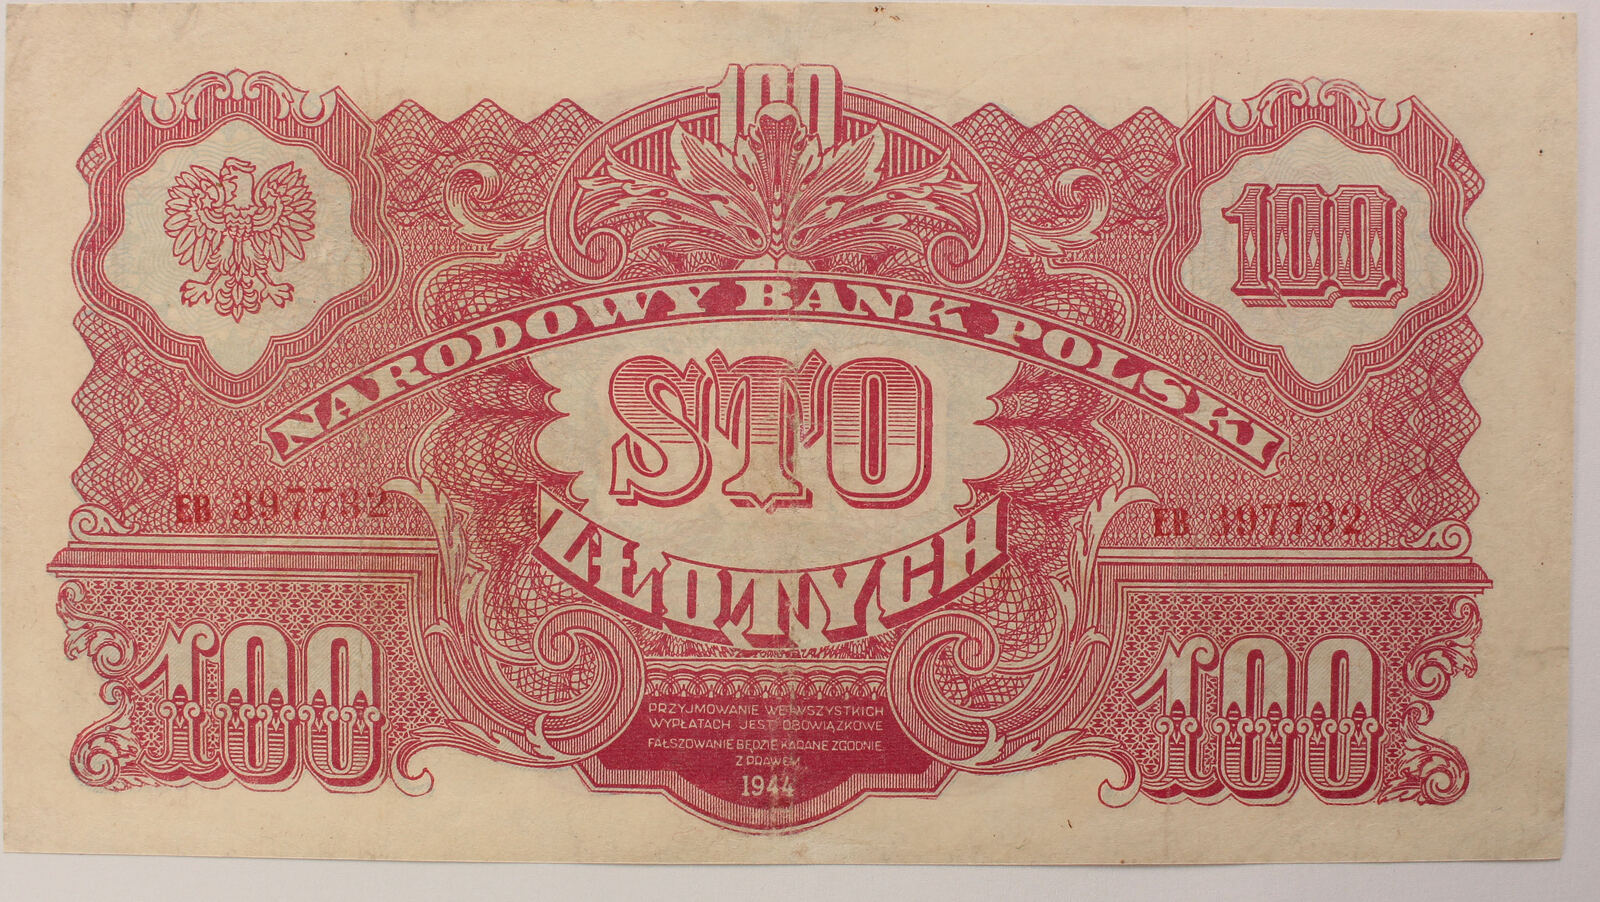 100
100
NARODOWY BANK POLSKI
STO
ZŁOTYCH
EB 397732
EB 397732
100
100
PRZYJMOWANIE WE WSZYSTKICH
WYPŁATACH JEST OBOWIĄZKOWE
FAŁSZOWANIE BĘDZIE KARANE ZGODNIE
Z PRAWEM
1944